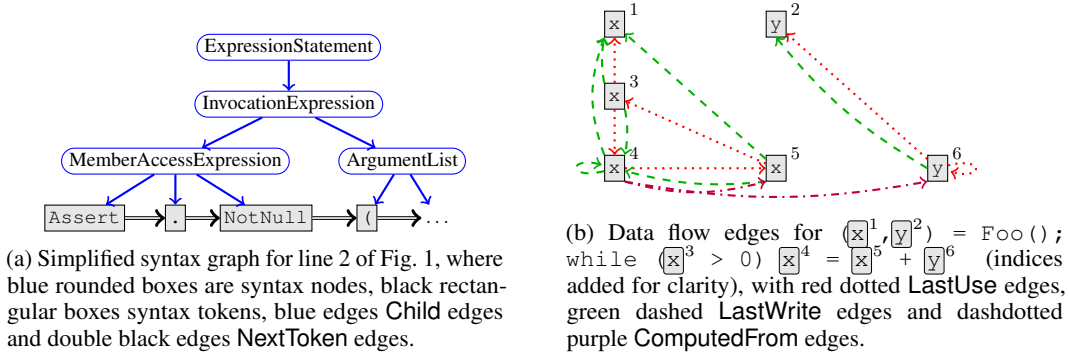 ExpressionStatement
InvocationExpression
MemberAccessExpression ArgumentList
Assert . NotNull ( ...
(a) Simplified syntax graph for line 2 of Fig. 1, where
blue rounded boxes are syntax nodes, black rectan-
gular boxes syntax tokens, blue edges Child edges
and double black edges NextToken edges.
x 1 y 2
x 3
x 4 x 5 y 6
(b) Data flow edges for (x1,y2) = Foo();
while (x3 > 0) x4 = x5 + y6 (indices
added for clarity), with red dotted LastUse edges,
green dashed LastWrite edges and dashdotted
purple ComputedFrom edges.